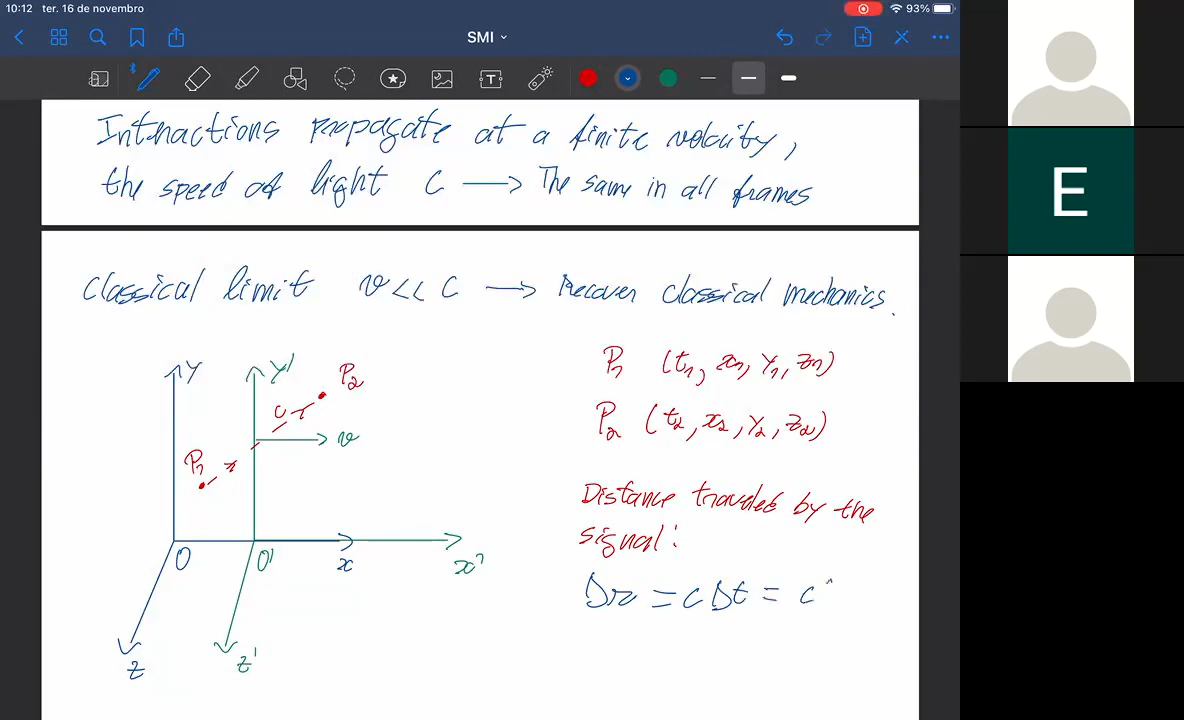 10:12 ter. 16 de novembro
93%
SMI
T
E
Interactions propagate at a finite velocity,
the speed of light c → The same in all frames
Classical limit v << c → Recover classical mechanics.
P₁ (t₁, x₁, y₁, z₁)
P₂ (t₂, x₂, y₂, z₂)
Distance traveled by the
signal:
Δr = cΔt = c
y y' P₂
c
v
P₁
O O' x x'
z z'